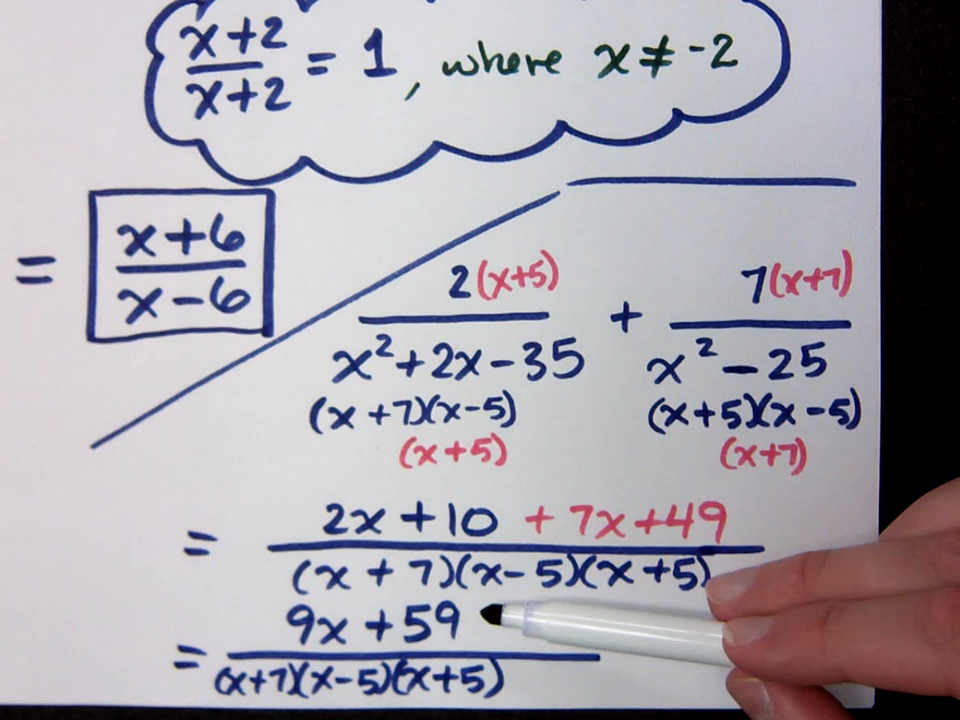 x+2
x+2 = 1, where x ≠ -2
= x+6
x-6
2(x+5) + 7(x+7)
x²+2x-35 x²-25
(x+7)(x-5) (x+5)(x-5)
(x+5) (x+7)
= 2x+10 + 7x+49
(x+7)(x-5)(x+5)
= 9x+59
(x+7)(x-5)(x+5)